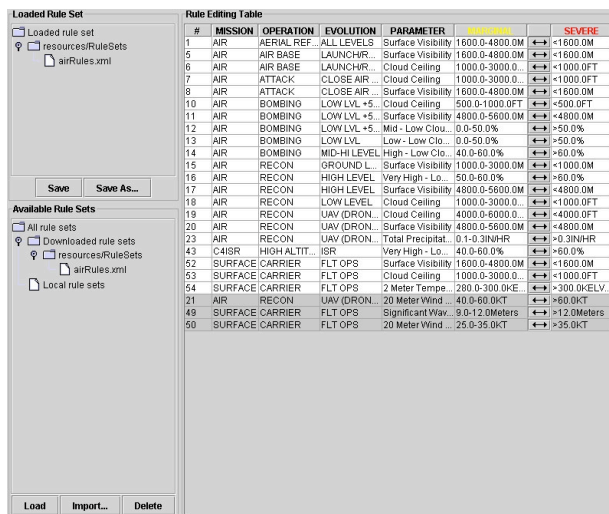 Loaded Rule Set
Loaded rule set
resources/RuleSets
airRules.xml
Save Save As...
Available Rule Sets
All rule sets
Downloaded rule sets
resources/RuleSets
airRules.xml
Local rule sets
Load Import... Delete
Rule Editing Table
# MISSION OPERATION EVOLUTION PARAMETER SEVERE
1 AIR AERIAL REF... ALL LEVELS Surface Visibility 1600.0-4800.0M <1600.0M
5 AIR AIR BASE LAUNCH/R... Surface Visibility 1600.0-4800.0M <1600.0M
6 AIR AIR BASE LAUNCH/R... Cloud Ceiling 1000.0-3000.0... <1000.0FT
7 AIR ATTACK CLOSE AIR ... Cloud Ceiling 1000.0-3000.0... <1000.0FT
8 AIR ATTACK CLOSE AIR ... Surface Visibility 1600.0-4800.0M <1600.0M
10 AIR BOMBING LOW LVL +5... Cloud Ceiling 500.0-1000.0FT <500.0FT
11 AIR BOMBING LOW LVL +5... Surface Visibility 4800.0-5600.0M <4800.0M
12 AIR BOMBING LOW LVL +5... Mid - Low Clou... 0.0-50.0% >50.0%
13 AIR BOMBING LOW LVL Low - Low Clo... 0.0-50.0% >50.0%
14 AIR BOMBING MID-HI LEVEL High - Low Clo... 40.0-60.0% >60.0%
15 AIR RECON GROUND L... Surface Visibility 1000.0-3000.0M <1000.0M
16 AIR RECON HIGH LEVEL Very High - Lo... 50.0-60.0% >60.0%
17 AIR RECON HIGH LEVEL Surface Visibility 4800.0-5600.0M <4800.0M
18 AIR RECON LOW LEVEL Cloud Ceiling 1000.0-3000.0... <1000.0FT
19 AIR RECON UAV (DRON... Cloud Ceiling 4000.0-6000.0... <4000.0FT
20 AIR RECON UAV (DRON... Surface Visibility 4800.0-5600.0M <4800.0M
23 AIR RECON UAV (DRON... Total Precipitat... 0.1-0.3IN/HR >0.3IN/HR
43 C4ISR HIGH ALTIT... ISR Very High - Lo... 40.0-60.0% >60.0%
52 SURFACE CARRIER FLT OPS Surface Visibility 1600.0-4800.0M <1600.0M
53 SURFACE CARRIER FLT OPS Cloud Ceiling 1000.0-3000.0... <1000.0FT
54 SURFACE CARRIER FLT OPS 2 Meter Tempe... 280.0-300.0KE... >300.0KELV...
21 AIR RECON UAV (DRON... 20 Meter Wind ... 40.0-60.0KT >60.0KT
49 SURFACE CARRIER FLT OPS Significant Wav... 9.0-12.0Meters >12.0Meters
50 SURFACE CARRIER FLT OPS 20 Meter Wind ... 25.0-35.0KT >35.0KT